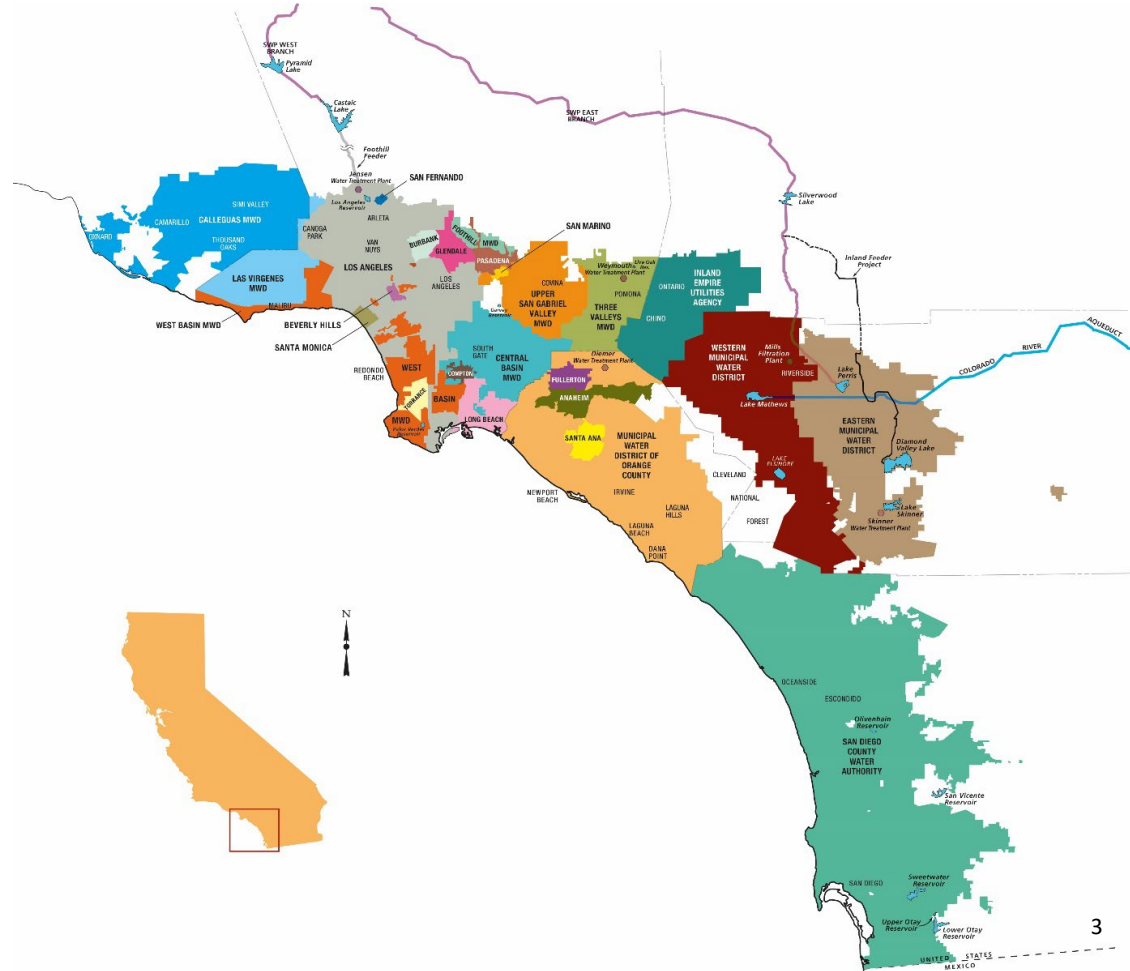 SWP WEST
BRANCH
Pyramid
Lake
Castaic
Lake
SWP EAST
BRANCH
Foothill
Feeder
Jensen
Water Treatment Plant
SAN FERNANDO
Los Angeles
Reservoir
Silverwood
Lake
SIMI VALLEY
CAMARILLO
CALLEGUAS MWD
OXNARD
THOUSAND
OAKS
CANOGA
PARK
ARLETA
VAN
NUYS
BURBANK
GLENDALE
FOOTHILL
MWD
PASADENA
SAN MARINO
LOS ANGELES
LOS
ANGELES
LAS VIRGENES
MWD
MALIBU
WEST BASIN MWD
BEVERLY HILLS
SANTA MONICA
Garvey
Reservoir
COVINA
UPPER
SAN GABRIEL
VALLEY
MWD
Live Oak
Res.
Weymouth
Water Treatment Plant
POMONA
THREE
VALLEYS
MWD
INLAND
EMPIRE
UTILITIES
AGENCY
ONTARIO
CHINO
Inland Feeder
Project
SOUTH
GATE
CENTRAL
BASIN
MWD
COMPTON
REDONDO
BEACH
WEST
BASIN
MWD
TORRANCE
Palos Verdes
Reservoir
LONG BEACH
Diemer
Water Treatment Plant
FULLERTON
ANAHEIM
SANTA ANA
MUNICIPAL
WATER
DISTRICT OF
ORANGE
COUNTY
IRVINE
NEWPORT
BEACH
LAGUNA
HILLS
LAGUNA
BEACH
DANA
POINT
WESTERN
MUNICIPAL
WATER
DISTRICT
Mills
Filtration
Plant
RIVERSIDE
Lake
Perris
Lake Mathews
COLORADO
RIVER
AQUEDUCT
EASTERN
MUNICIPAL
WATER
DISTRICT
Diamond
Valley Lake
LAKE
ELSINORE
CLEVELAND
NATIONAL
FOREST
Lake
Skinner
Skinner
Water Treatment Plant
N
OCEANSIDE
ESCONDIDO
Olivenhain
Reservoir
SAN DIEGO
COUNTY
WATER
AUTHORITY
San Vicente
Reservoir
SAN DIEGO
Sweetwater
Reservoir
Upper Otay
Reservoir
Lower Otay
Reservoir
UNITED STATES
MEXICO
3